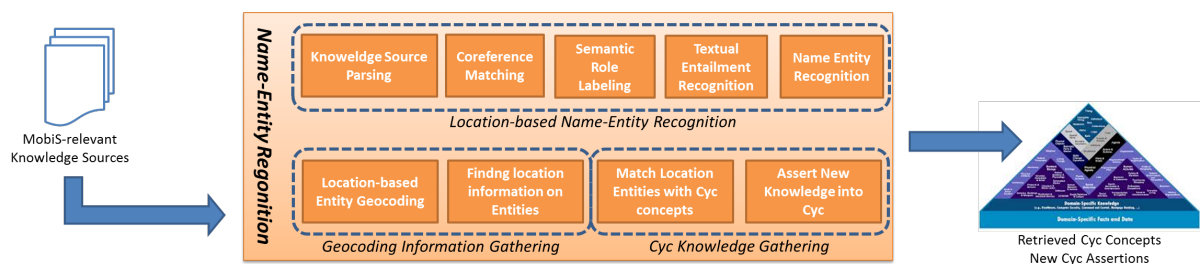 MobiS-relevant
Knowledge Sources
Name-Entity Regonition
Knoweldge Source
Parsing
Coreference
Matching
Semantic
Role
Labeling
Textual
Entailment
Recognition
Name Entity
Recognition
Location-based Name-Entity Recognition
Location-based
Entity Geocoding
Findng location
information on
Entities
Geocoding Information Gathering
Match Location
Entities with Cyc
concepts
Assert New
Knowledge into
Cyc
Cyc Knowledge Gathering
Domain-Specific Knowledge
Domain-Specific Facts and Data
Retrieved Cyc Concepts
New Cyc Assertions